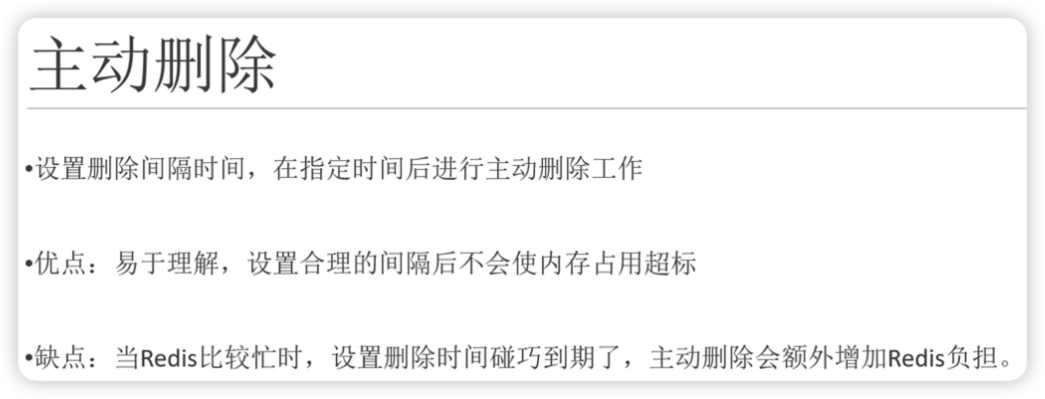 主动删除
•设置删除间隔时间，在指定时间后进行主动删除工作
•优点：易于理解，设置合理的间隔后不会使内存占用超标
•缺点：当Redis比较忙时，设置删除时间碰巧到期了，主动删除会额外增加Redis负担。